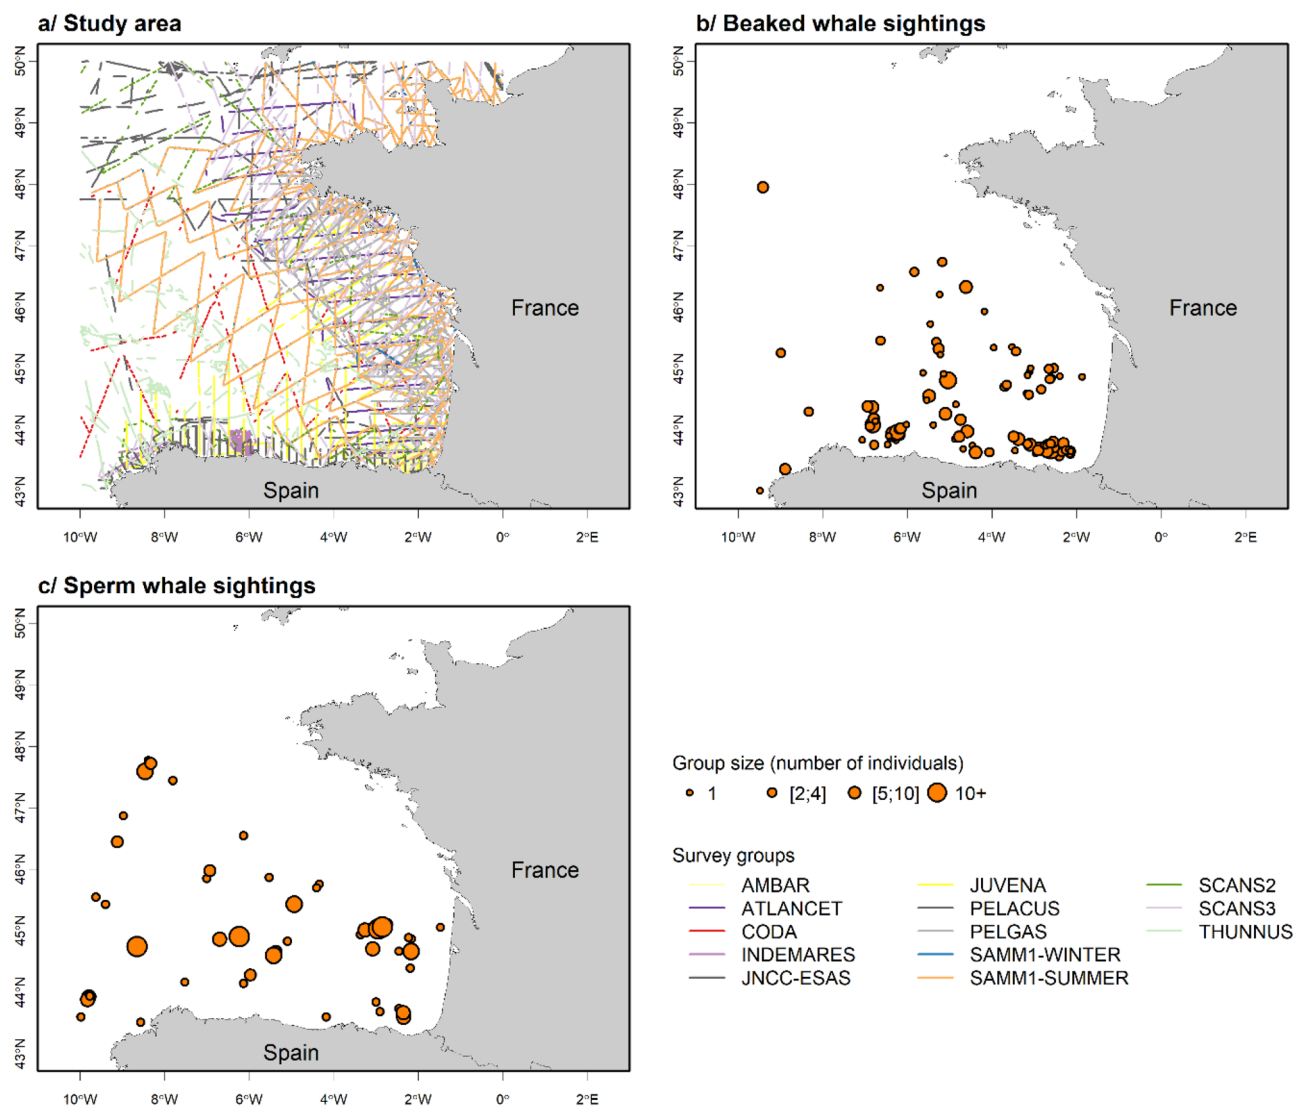 a/ Study area
50°N
49°N
48°N
47°N
46°N
45°N
44°N
43°N
France
Spain
10°W 8°W 6°W 4°W 2°W 0° 2°E
b/ Beaked whale sightings
50°N
49°N
48°N
47°N
46°N
45°N
44°N
43°N
France
Spain
10°W 8°W 6°W 4°W 2°W 0° 2°E
c/ Sperm whale sightings
50°N
49°N
48°N
47°N
46°N
45°N
44°N
43°N
France
Spain
10°W 8°W 6°W 4°W 2°W 0° 2°E
Group size (number of individuals)
1 [2;4] [5;10] 10+
Survey groups
AMBAR JUVENA SCANS2
ATLANCET PELACUS SCANS3
CODA PELGAS THUNNUS
INDEMARES SAMM1-WINTER
JNCC-ESAS SAMM1-SUMMER